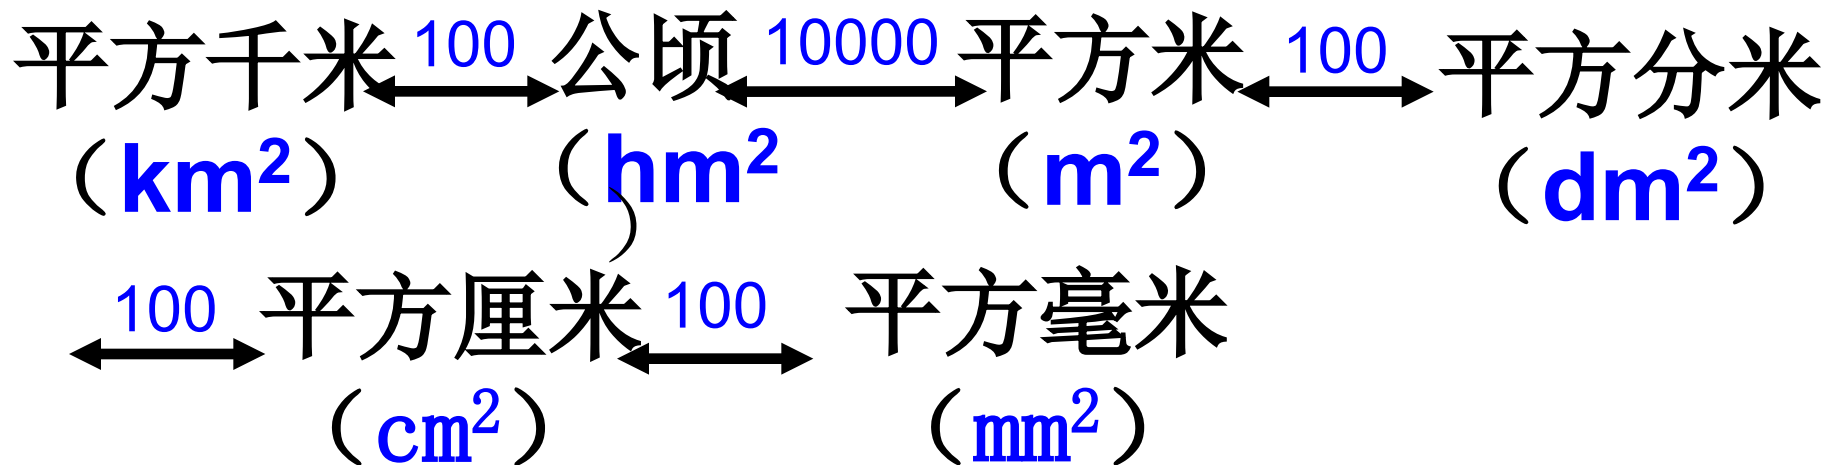 平方千米 100 公顷 10000 平方米 100 平方分米
（km²） （hm² （m²） （dm²）
）
100 平方厘米 100 平方毫米
（cm²） （mm²）